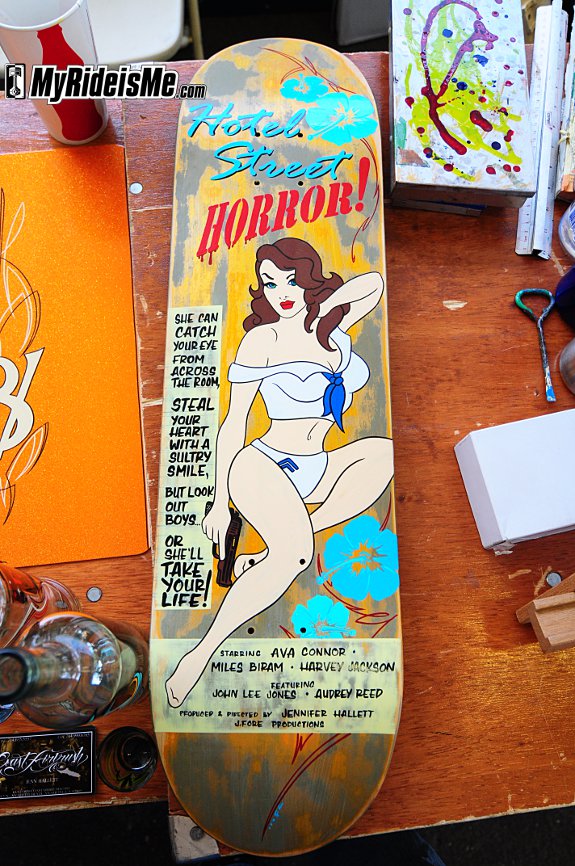 MyRideisMe.com
Hotel
Street
HORROR!
SHE CAN
CATCH
YOUR EYE
FROM
ACROSS
THE ROOM,
STEAL
YOUR
HEART
WITH A
SULTRY
SMILE,
BUT LOOK
OUT
BOYS...
OR
SHE'LL
TAKE
YOUR
LIFE!
STARRING AVA CONNOR ·
MILES BIRAM · HARVEY JACKSON
FEATURING
JOHN LEE JONES · AUDREY REED
PRODUCED & DIRECTED BY JENNIFER HALLETT
J.FORE PRODUCTIONS